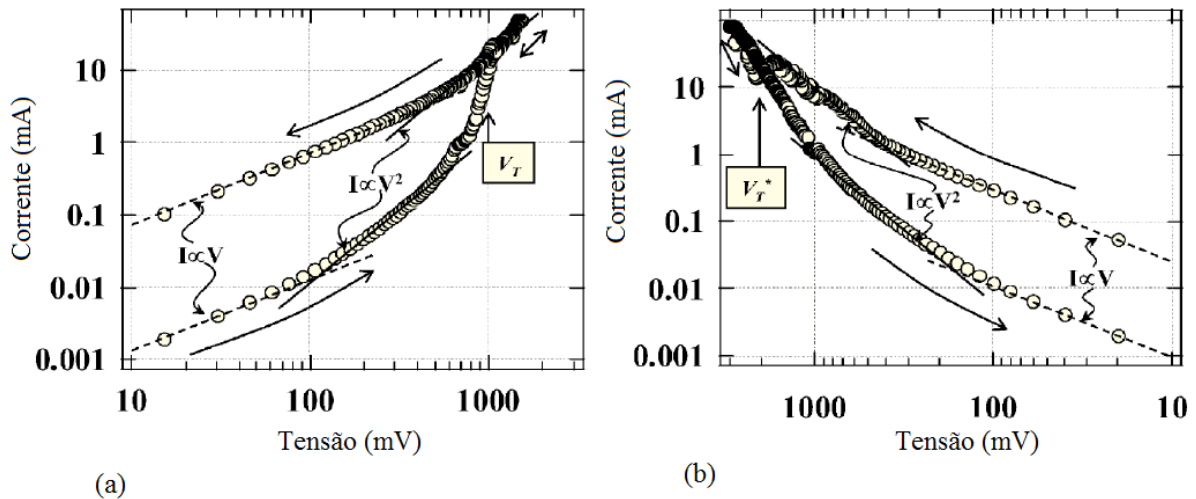 Corrente (mA)
10
1
0.1
0.01
0.001
10
100
1000
Tensão (mV)
I∝V
I∝V²
V_T
(a)
Corrente (mA)
10
1
0.1
0.01
0.001
1000
100
10
Tensão (mV)
V_T*
I∝V²
I∝V
(b)